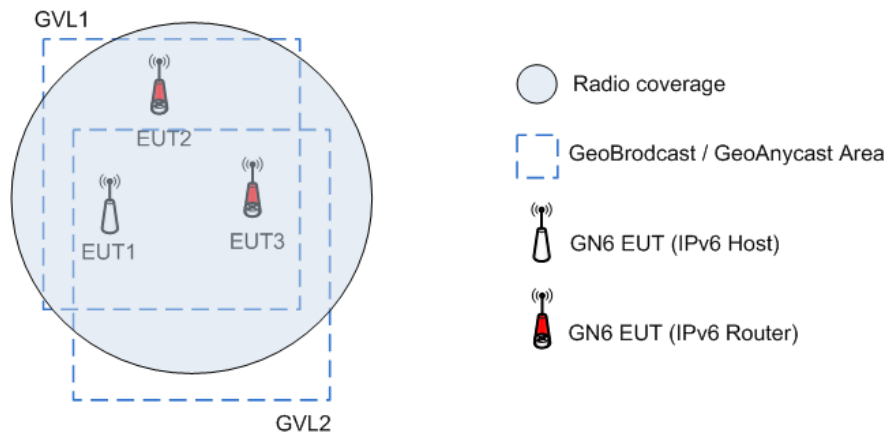 GVL1
EUT2
EUT1
EUT3
GVL2
Radio coverage
GeoBrodcast / GeoAnycast Area
GN6 EUT (IPv6 Host)
GN6 EUT (IPv6 Router)